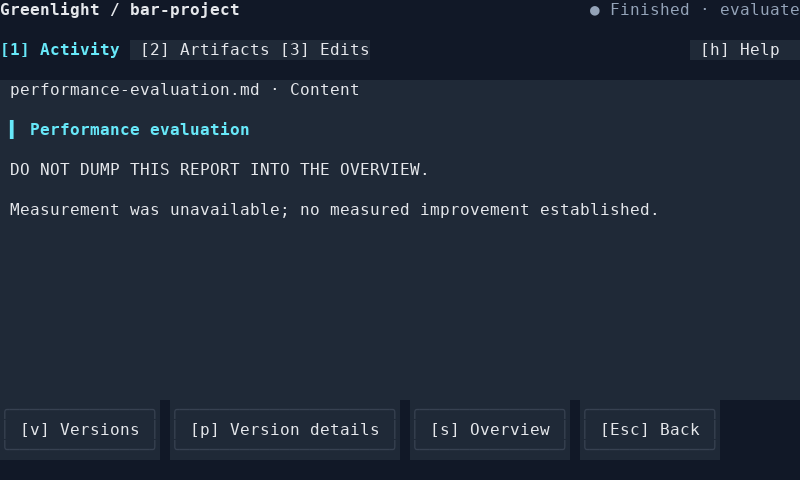 Greenlight / bar-project ● Finished · evaluate
[1] Activity [2] Artifacts [3] Edits [h] Help
performance-evaluation.md · Content
Performance evaluation
DO NOT DUMP THIS REPORT INTO THE OVERVIEW.
Measurement was unavailable; no measured improvement established.
[v] Versions [p] Version details [s] Overview [Esc] Back